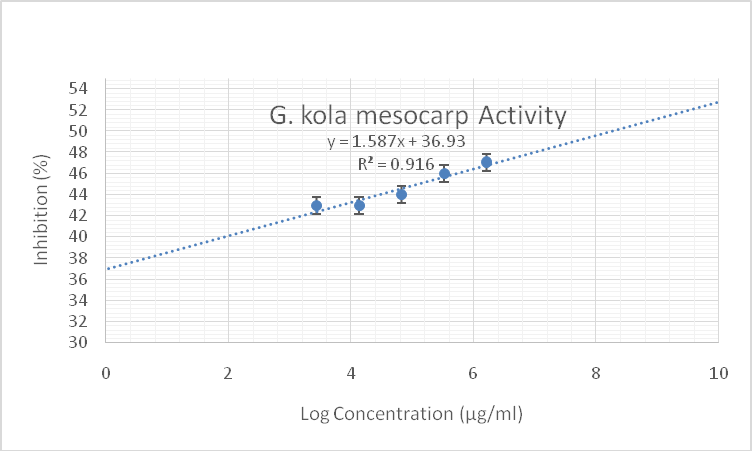 G. kola mesocarp Activity
y = 1.587x + 36.93
R² = 0.916
Inhibition (%)
54
52
50
48
46
44
42
40
38
36
34
32
30
0 2 4 6 8 10
Log Concentration (µg/ml)